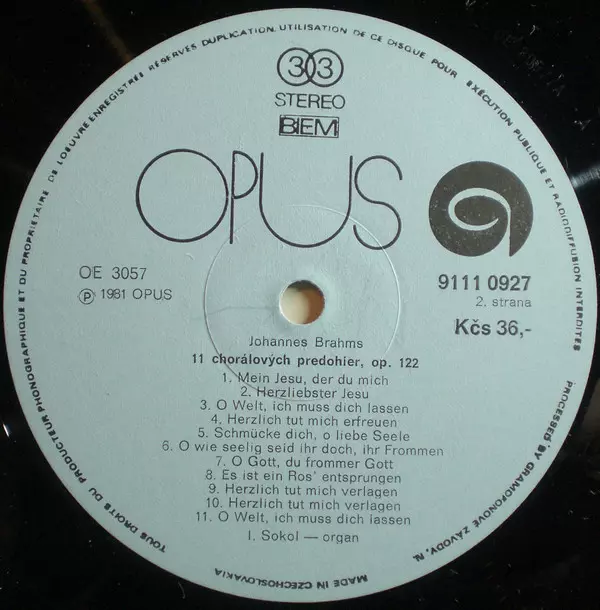 TOUS DROITS DU PRODUCTEUR PHONOGRAPHIQUE ET DU PROPRIETAIRE DE L'OEUVRE ENREGISTRÉE RÉSERVES DUPLICATION, UTILISATION DE CE DISQUE POUR EXÉCUTION PUBLIQUE ET RADIODIFFUSION INTERDITES
33
STEREO
BIEM
OPUS
OE 3057
9111 0927
℗ 1981 OPUS
2. strana
Kčs 36,-
Johannes Brahms
11 chorálových predohier, op. 122
1. Mein Jesu, der du mich
2. Herzliebster Jesu
3. O Welt, ich muss dich lassen
4. Herzlich tut mich erfreuen
5. Schmücke dich, o liebe Seele
6. O wie seelig seid ihr doch, ihr Frommen
7. O Gott, du frommer Gott
8. Es ist ein Ros' entsprungen
9. Herzlich tut mich verlagen
10. Herzlich tut mich verlagen
11. O Welt, ich muss dich lassen
I. Sokol — organ
MADE IN CZECHOSLOVAKIA
PROCESSED BY GRAMOFONOVÉ ZÁVODY, N.